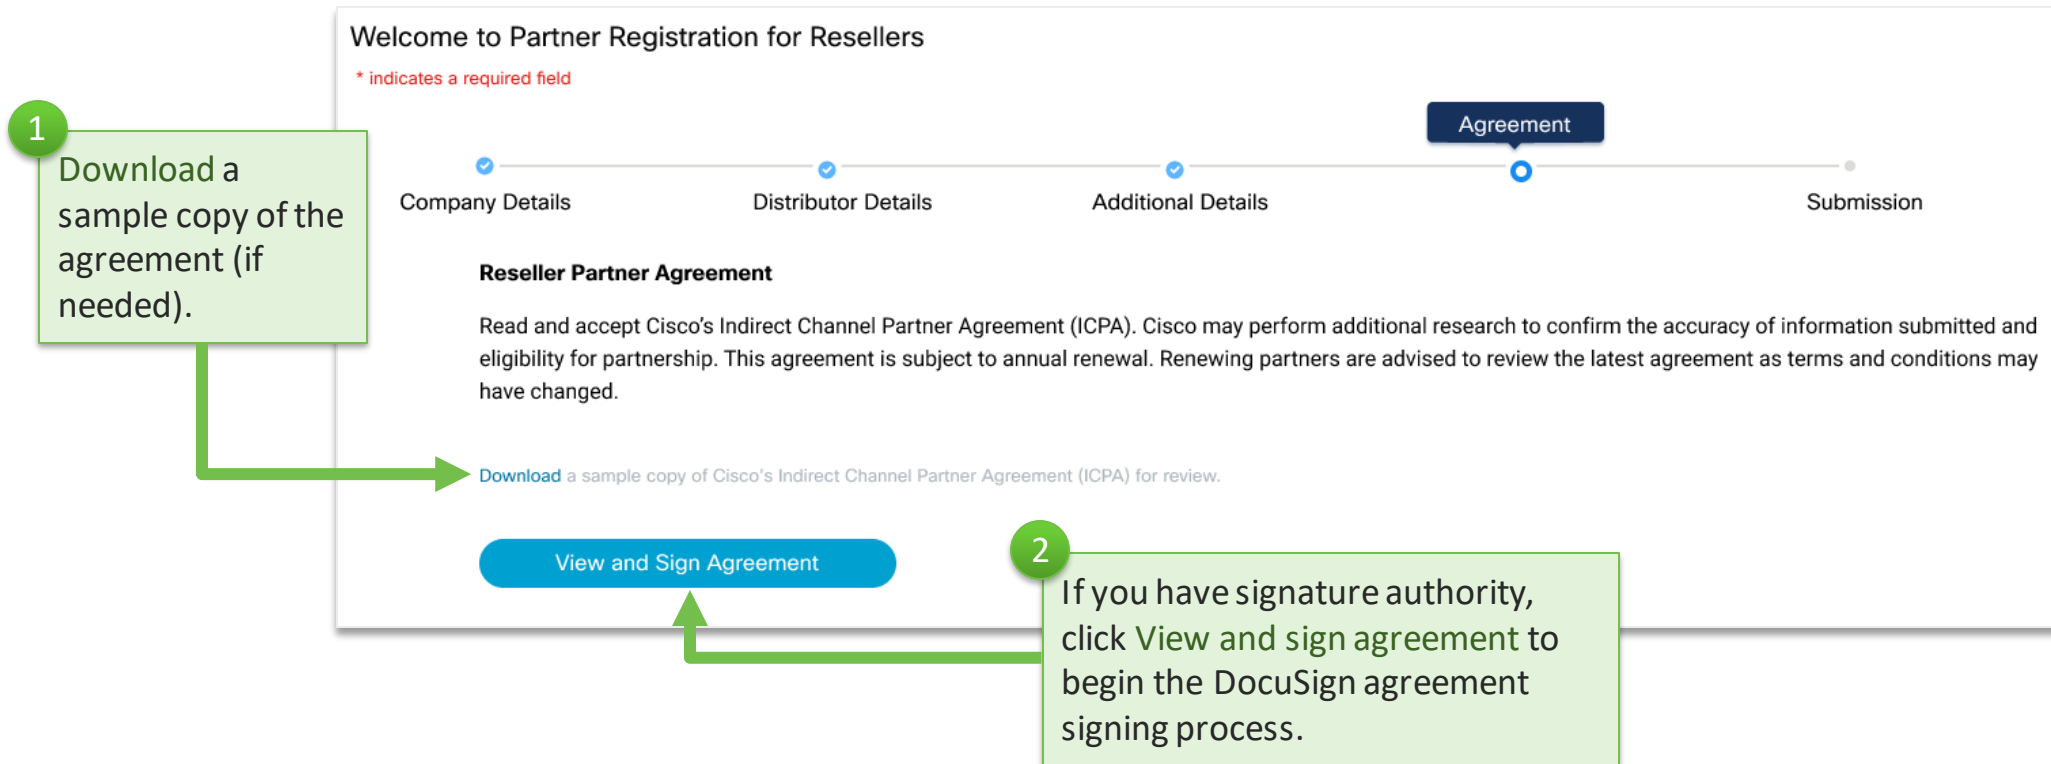 Welcome to Partner Registration for Resellers
* indicates a required field
1
Download a
sample copy of the
agreement (if
needed).
Agreement
Company Details
Distributor Details
Additional Details
Submission
Reseller Partner Agreement
Read and accept Cisco's Indirect Channel Partner Agreement (ICPA). Cisco may perform additional research to confirm the accuracy of information submitted and
eligibility for partnership. This agreement is subject to annual renewal. Renewing partners are advised to review the latest agreement as terms and conditions may
have changed.
Download a sample copy of Cisco's Indirect Channel Partner Agreement (ICPA) for review.
View and Sign Agreement
2
If you have signature authority,
click View and sign agreement to
begin the DocuSign agreement
signing process.